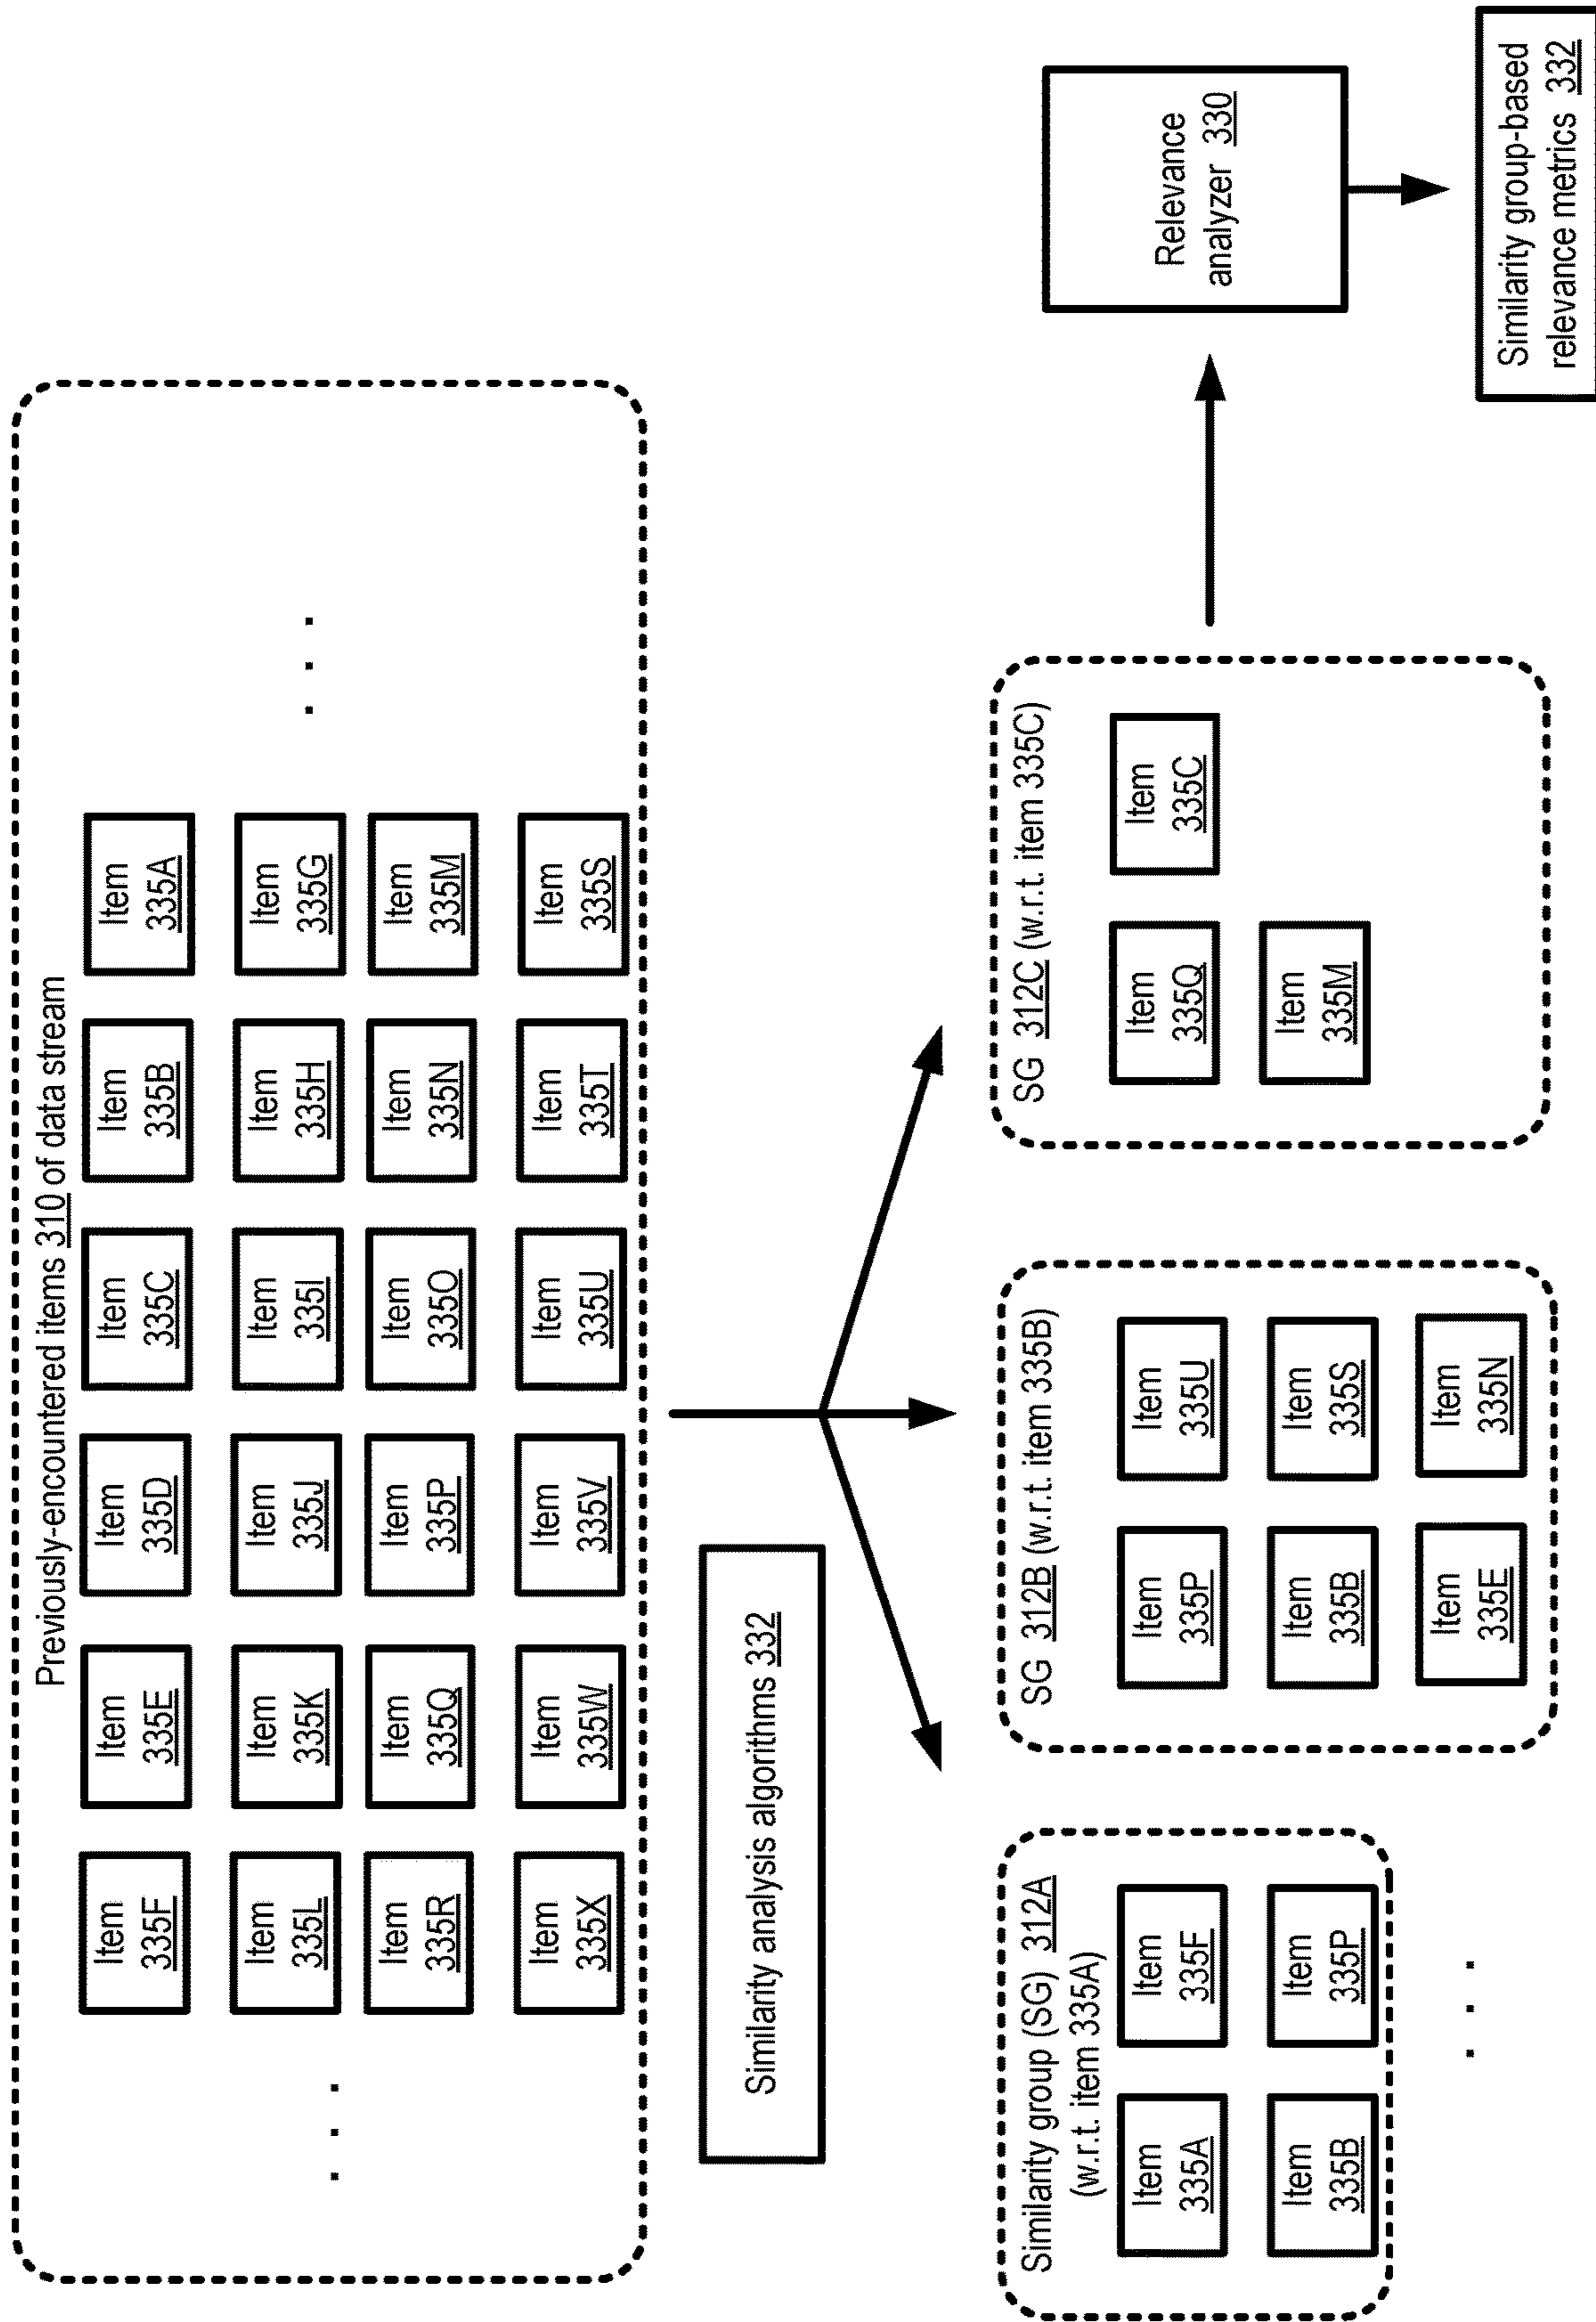 Previously-encountered items 310 of data stream
Item
335F
Item
335E
Item
335D
Item
335C
Item
335B
Item
335A
Item
335L
Item
335K
Item
335J
Item
335I
Item
335H
Item
335G
Item
335R
Item
335Q
Item
335P
Item
335O
Item
335N
Item
335M
Item
335X
Item
335W
Item
335V
Item
335U
Item
335T
Item
335S
. . .
. . .
Similarity analysis algorithms 332
Similarity group (SG) 312A
(w.r.t. item 335A)
Item
335A
Item
335F
Item
335B
Item
335P
. . .
SG 312B (w.r.t. item 335B)
Item
335P
Item
335U
Item
335B
Item
335S
Item
335E
Item
335N
SG 312C (w.r.t. item 335C)
Item
335Q
Item
335C
Item
335M
Relevance
analyzer 330
Similarity group-based
relevance metrics 332